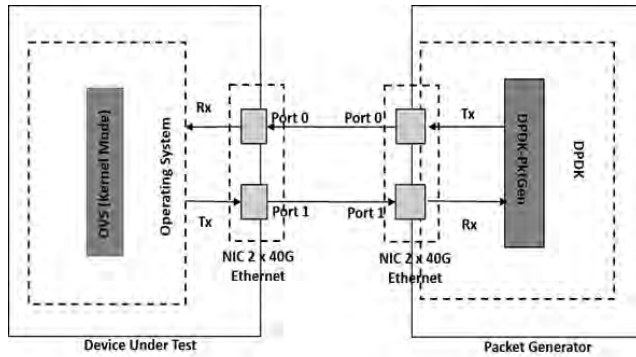 Rx
Port 0
Port 0
Tx
OVS (Kernel Mode)
Operating System
DPDK-PktGen
DPDK
Tx
Port 1
Port 1
Rx
NIC 2 x 40G
Ethernet
NIC 2 x 40G
Ethernet
Device Under Test
Packet Generator